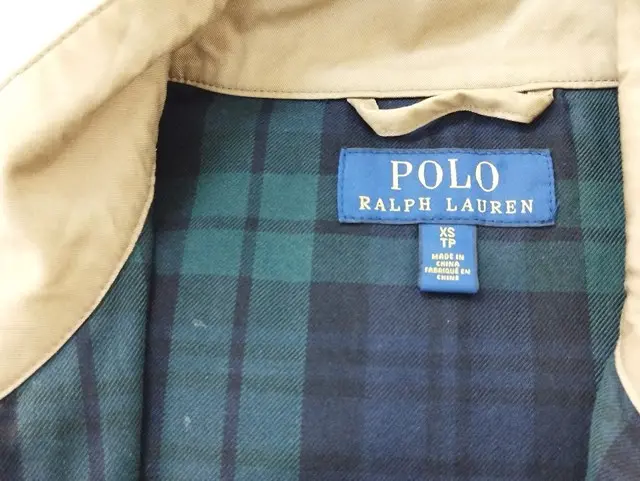 POLO
RALPH LAUREN
XS
TP
MADE IN
CHINA
FABRIQUÉ EN
CHINE